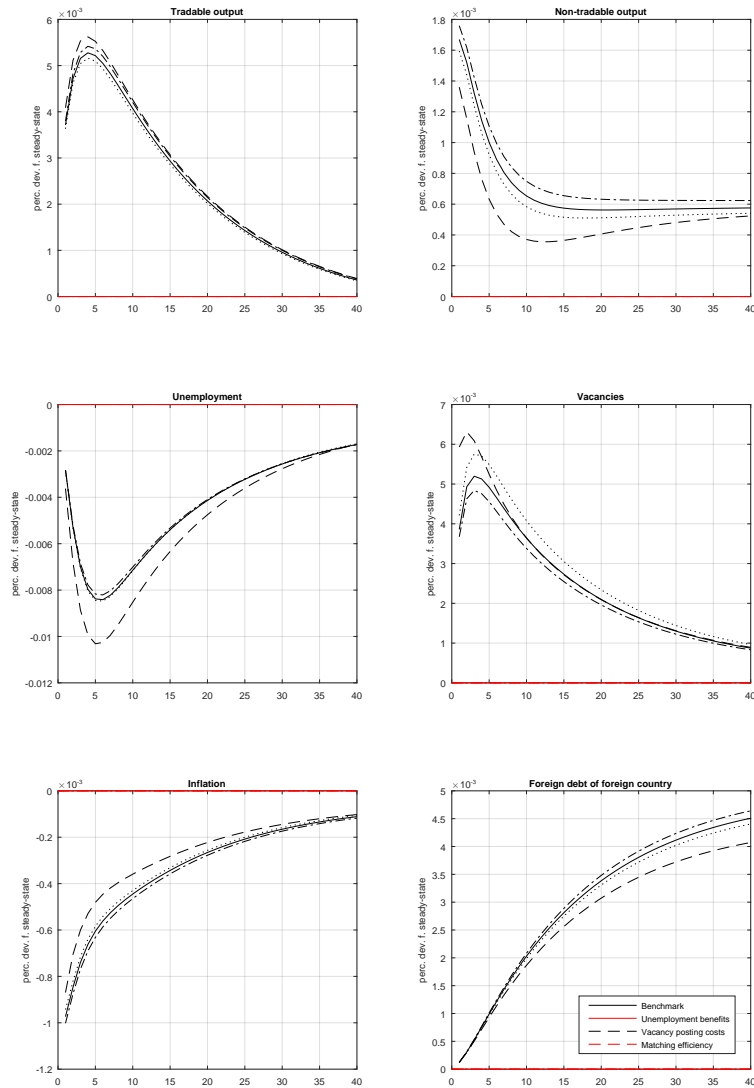 Tradable output
×10-3
perc. dev. f. steady-state
6
5
4
3
2
1
0
0 5 10 15 20 25 30 35 40
Non-tradable output
×10-3
perc. dev. f. steady-state
1.8
1.6
1.4
1.2
1
0.8
0.6
0.4
0.2
0
0 5 10 15 20 25 30 35 40
Unemployment
perc. dev. f. steady-state
0
-0.002
-0.004
-0.006
-0.008
-0.01
-0.012
0 5 10 15 20 25 30 35 40
Vacancies
×10-3
perc. dev. f. steady-state
7
6
5
4
3
2
1
0
0 5 10 15 20 25 30 35 40
Inflation
×10-3
perc. dev. f. steady-state
0
-0.2
-0.4
-0.6
-0.8
-1
-1.2
0 5 10 15 20 25 30 35 40
Foreign debt of foreign country
×10-3
perc. dev. f. steady-state
5
4.5
4
3.5
3
2.5
2
1.5
1
0.5
0
0 5 10 15 20 25 30 35 40
Benchmark
Unemployment benefits
Vacancy posting costs
Matching efficiency